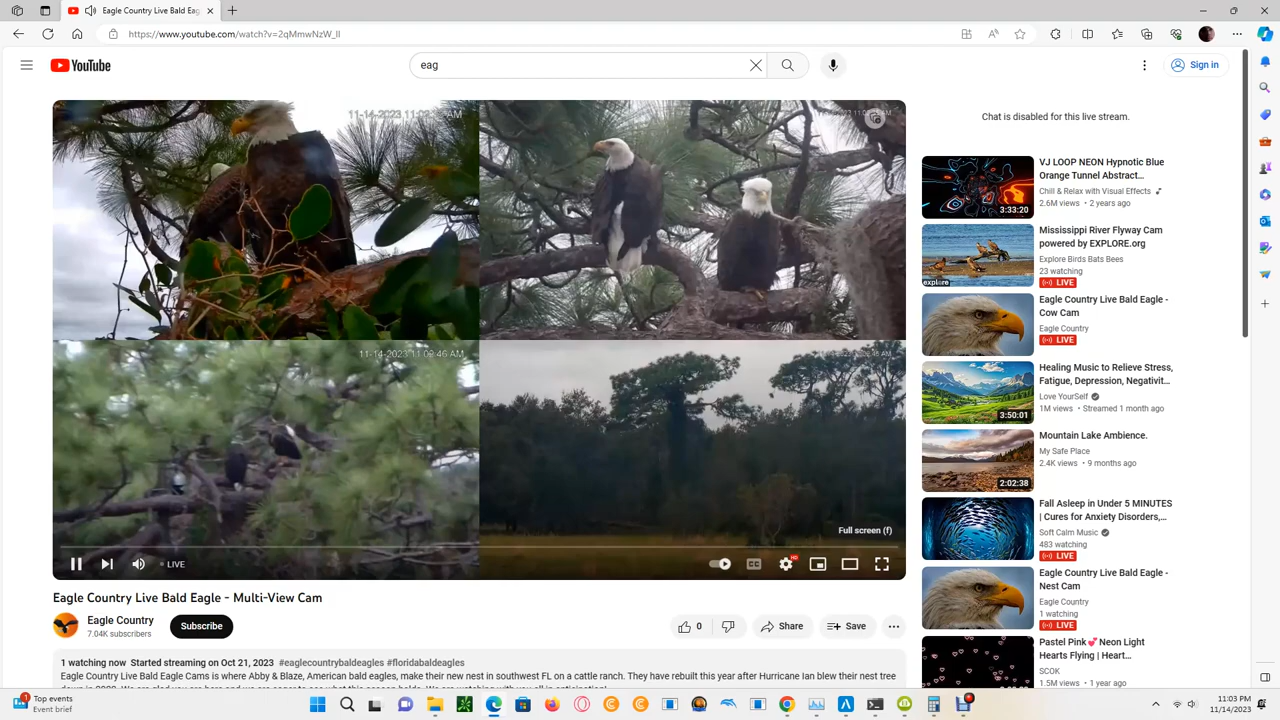 Eagle Country Live Bald Eag
https://www.youtube.com/watch?v=2qMmwNzW_lI
YouTube
eag
Sign in
11-14-2023 11:02:
AM
11-14-2023 11:02:46 AM
Full screen (f)
LIVE
CC
HD
Eagle Country Live Bald Eagle - Multi-View Cam
Eagle Country
7.04K subscribers
Subscribe
0
Share
Save
1 watching now Started streaming on Oct 21, 2023 #eaglecountrybaldeagles #floridabaldeagles
Eagle Country Live Bald Eagle Cams is where Abby & Blaze, American bald eagles, make their new nest in southwest FL on a cattle ranch. They have rebuilt this year after Hurricane Ian blew their nest tree
Chat is disabled for this live stream.
VJ LOOP NEON Hypnotic Blue
Orange Tunnel Abstract…
Chill & Relax with Visual Effects
2.6M views • 2 years ago
3:33:20
Mississippi River Flyway Cam
powered by EXPLORE.org
Explore Birds Bats Bees
23 watching
LIVE
explore
Eagle Country Live Bald Eagle -
Cow Cam
Eagle Country
LIVE
Healing Music to Relieve Stress,
Fatigue, Depression, Negativit…
Love YourSelf
1M views • Streamed 1 month ago
3:50:01
Mountain Lake Ambience.
My Safe Place
2.4K views • 9 months ago
2:02:38
Fall Asleep in Under 5 MINUTES
| Cures for Anxiety Disorders,…
Soft Calm Music
483 watching
LIVE
Eagle Country Live Bald Eagle -
Nest Cam
Eagle Country
1 watching
LIVE
Pastel Pink💕Neon Light
Hearts Flying | Heart…
SCOK
1.5M views • 1 year ago
1
Top events
Event brief
11:03 PM
11/14/2023